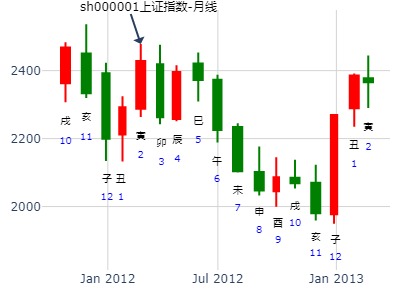 sh000001上证指数-月线
2400
2200
2000
戌
10
亥
11
子
12
丑
1
寅
2
卯
3
辰
4
巳
5
午
6
未
7
申
8
酉
9
戌
10
亥
11
子
12
丑
1
寅
2
Jan 2012
Jul 2012
Jan 2013